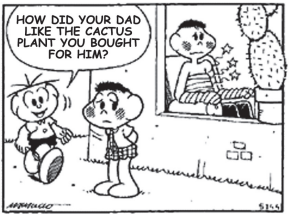 HOW DID YOUR DAD
LIKE THE CACTUS
PLANT YOU BOUGHT
FOR HIM?